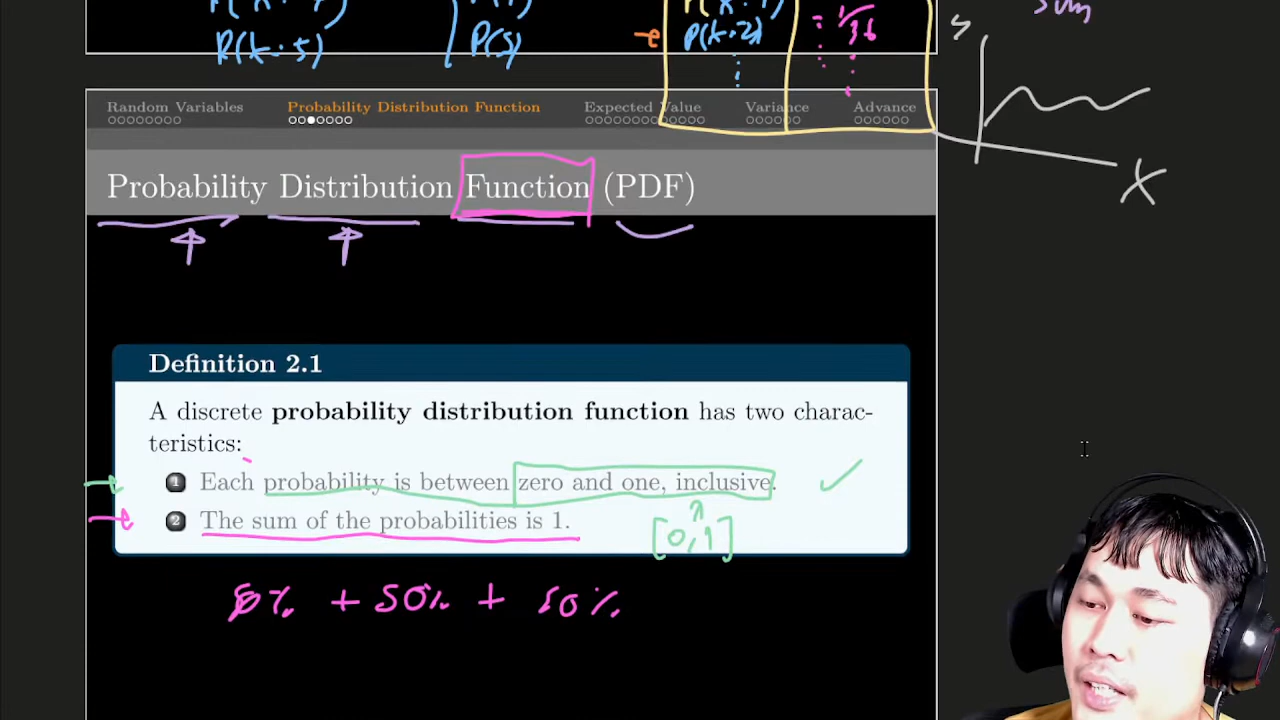 P(X=5) P(5)
P(X=2) = 1/36
sum
Random Variables Probability Distribution Function Expected Value Variance Advance
Probability Distribution Function (PDF)
X
Definition 2.1
A discrete probability distribution function has two charac-
teristics:
1 Each probability is between zero and one, inclusive.
2 The sum of the probabilities is 1.
[0,1]
+ 50% + 50%